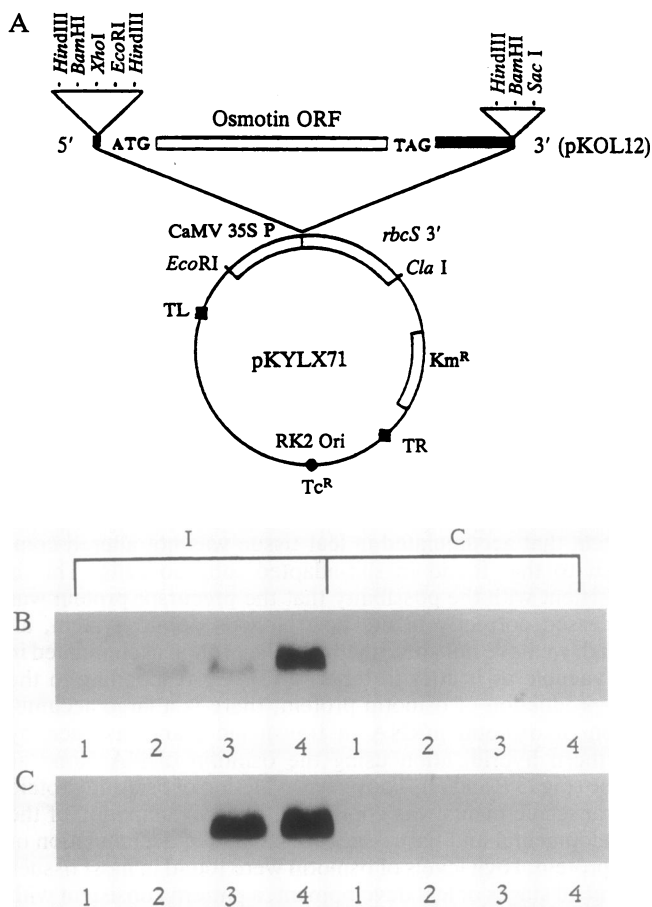 A
HindIII
BamHI
XhoI
EcoRI
HindIII
HindIII
BamHI
Sac I
Osmotin ORF
5′ ATG TAG 3′ (pKOL12)
CaMV 35S P rbcS 3′
EcoRI Cla I
TL
pKYLX71 KmR
RK2 Ori TR
TcR
I C
B
1 2 3 4 1 2 3 4
C
1 2 3 4 1 2 3 4